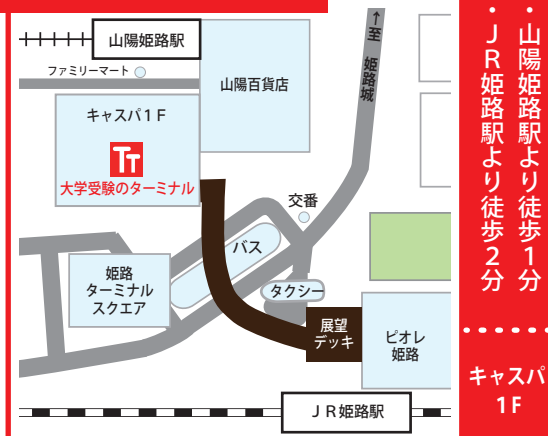 山陽姫路駅
ファミリーマート
山陽百貨店
↑至 姫路城
キャスパ1F
TT
大学受験のターミナル
交番
バス
姫路
ターミナル
スクエア
タクシー
展望
デッキ
ピオレ
姫路
JR姫路駅
・山陽姫路駅より徒歩1分
・JR姫路駅より徒歩2分
キャスパ
1F